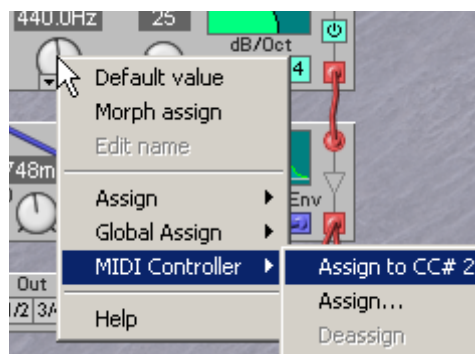 440.0Hz 25
dB/Oct
4
Default value
Morph assign
Edit name
748m
Assign
Env
Global Assign
MIDI Controller
Assign to CC# 2
Out
Assign...
1/2 3/4
Help
Deassign